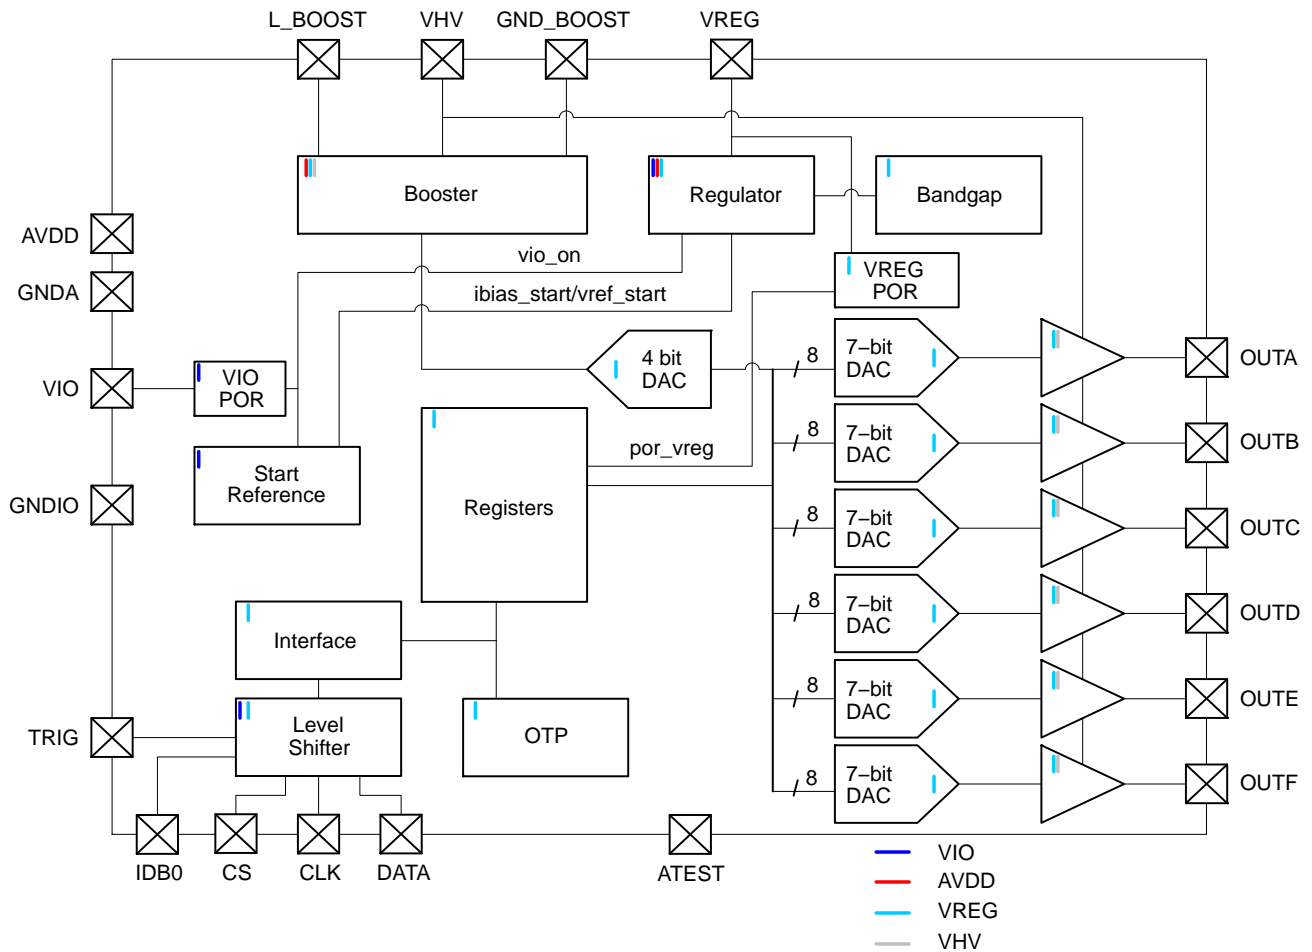 L_BOOST
VHV
GND_BOOST
VREG
Booster
Regulator
Bandgap
AVDD
GNDA
vio_on
ibias_start/vref_start
VREG
POR
VIO
VIO
POR
4 bit
DAC
8
7–bit
DAC
OUTA
Start
Reference
Registers
por_vreg
8
7–bit
DAC
OUTB
GNDIO
8
7–bit
DAC
OUTC
Interface
8
7–bit
DAC
OUTD
TRIG
Level
Shifter
OTP
8
7–bit
DAC
OUTE
8
7–bit
DAC
OUTF
IDB0
CS
CLK
DATA
ATEST
VIO
AVDD
VREG
VHV